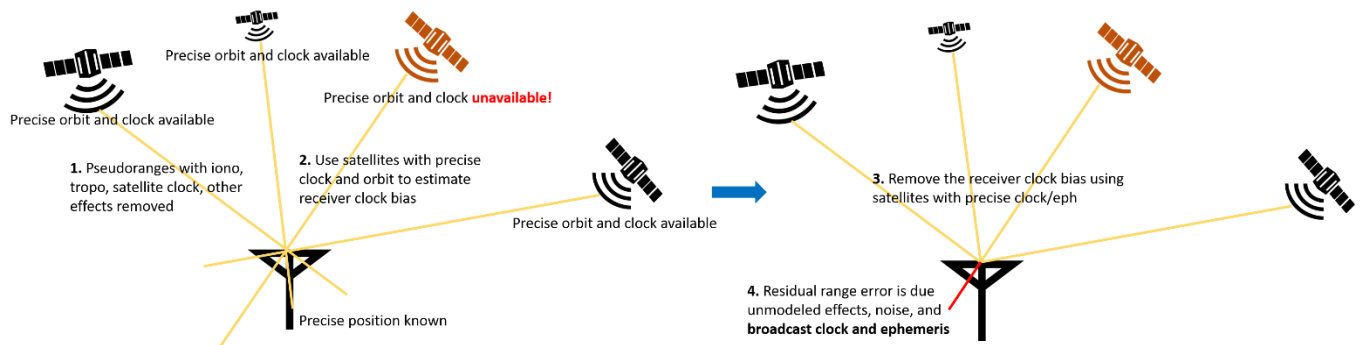 Precise orbit and clock available
Precise orbit and clock unavailable!
Precise orbit and clock available
1. Pseudoranges with iono,
tropo, satellite clock, other
effects removed
2. Use satellites with precise
clock and orbit to estimate
receiver clock bias
Precise orbit and clock available
Precise position known
3. Remove the receiver clock bias using
satellites with precise clock/eph
4. Residual range error is due
unmodeled effects, noise, and
broadcast clock and ephemeris